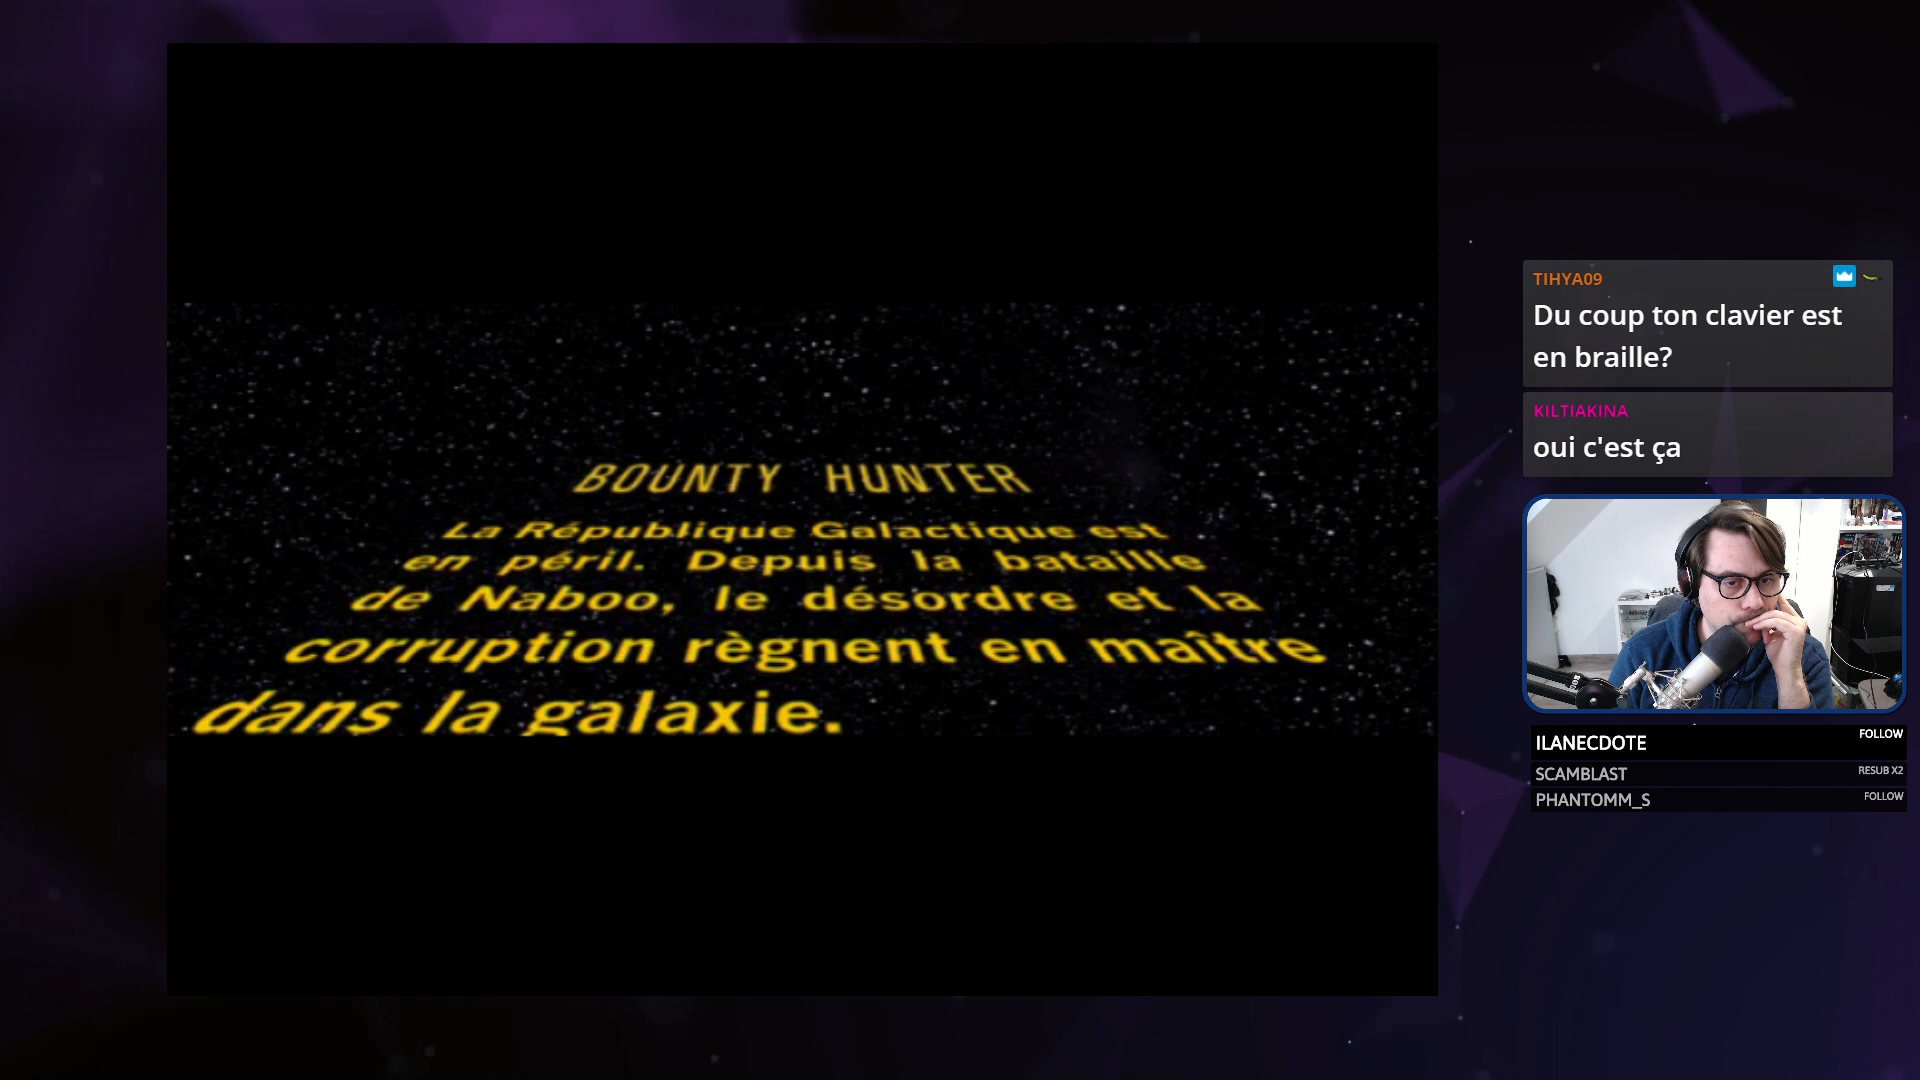 BOUNTY HUNTER
La République Galactique est
en péril. Depuis la bataille
de Naboo, le désordre et la
corruption règnent en maître
dans la galaxie.
TIHYA09
Du coup ton clavier est
en braille?
KILTIAKINA
oui c'est ça
ILANECDOTE FOLLOW
SCAMBLAST RESUB X2
PHANTOMM_S FOLLOW